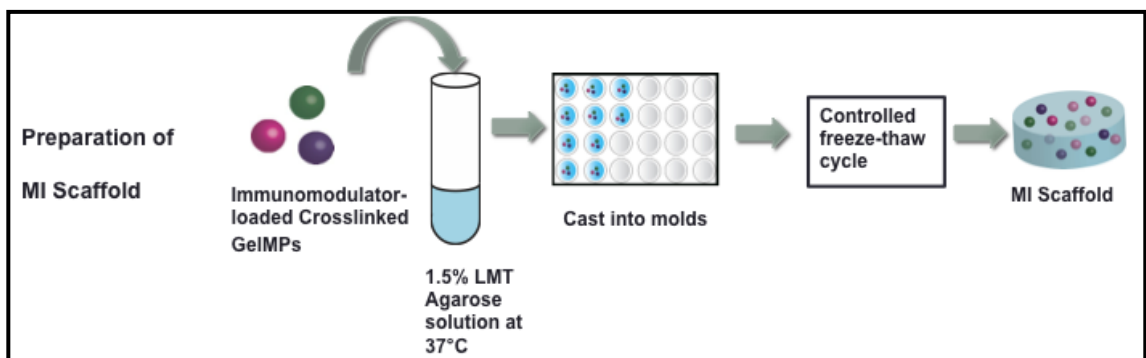 Preparation of
MI Scaffold
Immunomodulator-
loaded Crosslinked
GelMPs
1.5% LMT
Agarose
solution at
37°C
Cast into molds
Controlled
freeze-thaw
cycle
MI Scaffold